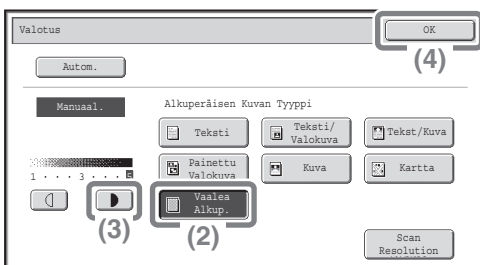 Valotus
OK
(4)
Autom.
Manuaal.
Alkuperäisen Kuvan Tyyppi
Teksti
Teksti/
Valokuva
Tekst/Kuva
Painettu
Valokuva
Kuva
Kartta
1 · · · 3 · · · 5
Vaalea
Alkup.
(3)
(2)
Scan
Resolution